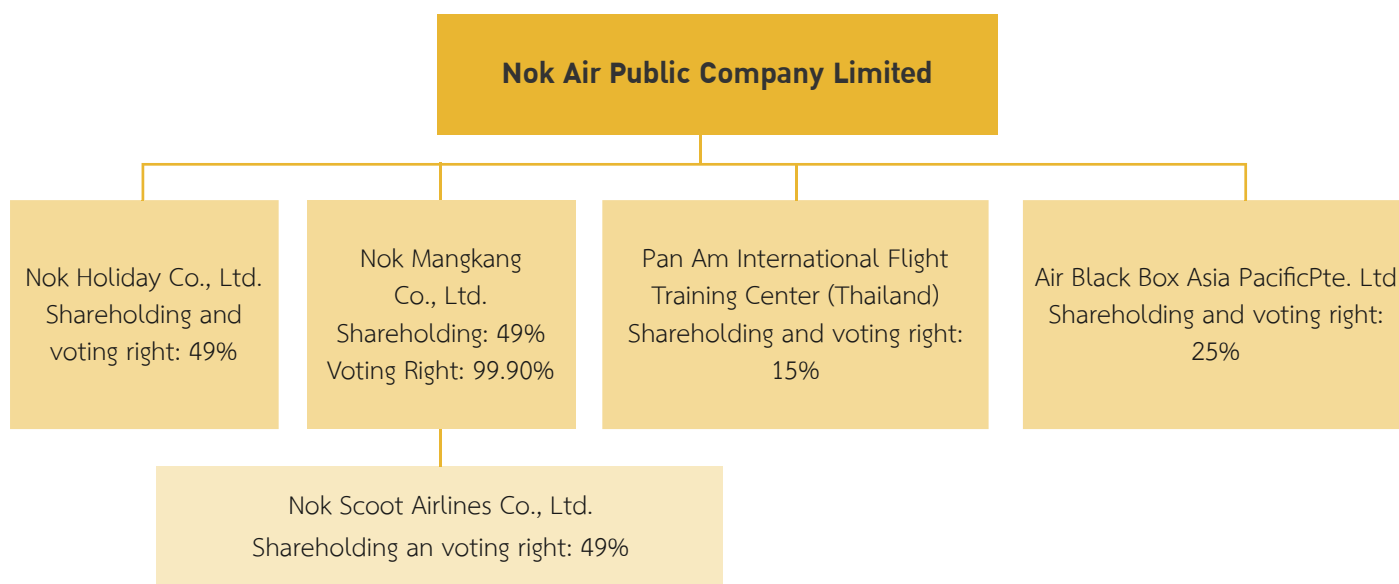 Nok Air Public Company Limited
Nok Holiday Co., Ltd.
Shareholding and
voting right: 49%
Nok Mangkang
Co., Ltd.
Shareholding: 49%
Voting Right: 99.90%
Pan Am International Flight
Training Center (Thailand)
Shareholding and voting right:
15%
Air Black Box Asia PacificPte. Ltd
Shareholding and voting right:
25%
Nok Scoot Airlines Co., Ltd.
Shareholding an voting right: 49%